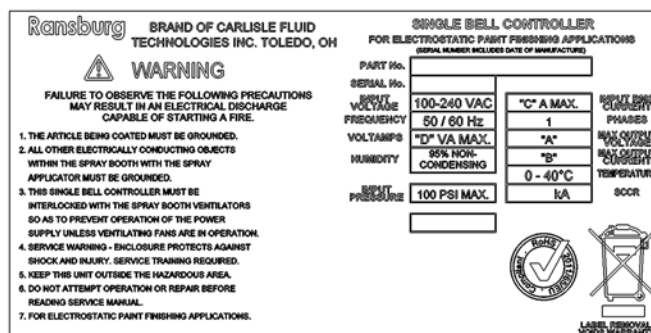 Ransburg
BRAND OF CARLISLE FLUID
TECHNOLOGIES INC. TOLEDO, OH
WARNING
FAILURE TO OBSERVE THE FOLLOWING PRECAUTIONS
MAY RESULT IN AN ELECTRICAL DISCHARGE
CAPABLE OF STARTING A FIRE.
1. THE ARTICLE BEING COATED MUST BE GROUNDED.
2. ALL OTHER ELECTRICALLY CONDUCTING OBJECTS
WITHIN THE SPRAY BOOTH WITH THE SPRAY
APPLICATOR MUST BE GROUNDED.
3. THIS SINGLE BELL CONTROLLER MUST BE
INTERLOCKED WITH THE SPRAY BOOTH VENTILATORS
SO AS TO PREVENT OPERATION OF THE POWER
SUPPLY UNLESS VENTILATING FANS ARE IN OPERATION.
4. SERVICE WARNING - ENCLOSURE PROTECTS AGAINST
SHOCK AND INJURY. SERVICE TRAINING REQUIRED.
5. KEEP THIS UNIT OUTSIDE THE HAZARDOUS AREA.
6. DO NOT ATTEMPT OPERATION OR REPAIR BEFORE
READING SERVICE MANUAL.
7. FOR ELECTROSTATIC PAINT FINISHING APPLICATIONS.
SINGLE BELL CONTROLLER
FOR ELECTROSTATIC PAINT FINISHING APPLICATIONS
(SERIAL NUMBER INCLUDES DATE OF MANUFACTURE)
PART No.
SERIAL No.
INPUT VOLTAGE 100-240 VAC "C" A MAX. INPUT RMS CURRENT
FREQUENCY 50 / 60 Hz 1 PHASES
VOLTAMPS "D" VA MAX. "A" MAX OUTPUT VOLTAGE
HUMIDITY 95% NON-CONDENSING "B" MAX OUTPUT CURRENT
0 - 40°C TEMPERATURE
INPUT PRESSURE 100 PSI MAX. kA SCCR
Compliant RoHS 2011/65/EU
LABEL REMOVAL
VOIDS WARRANTY